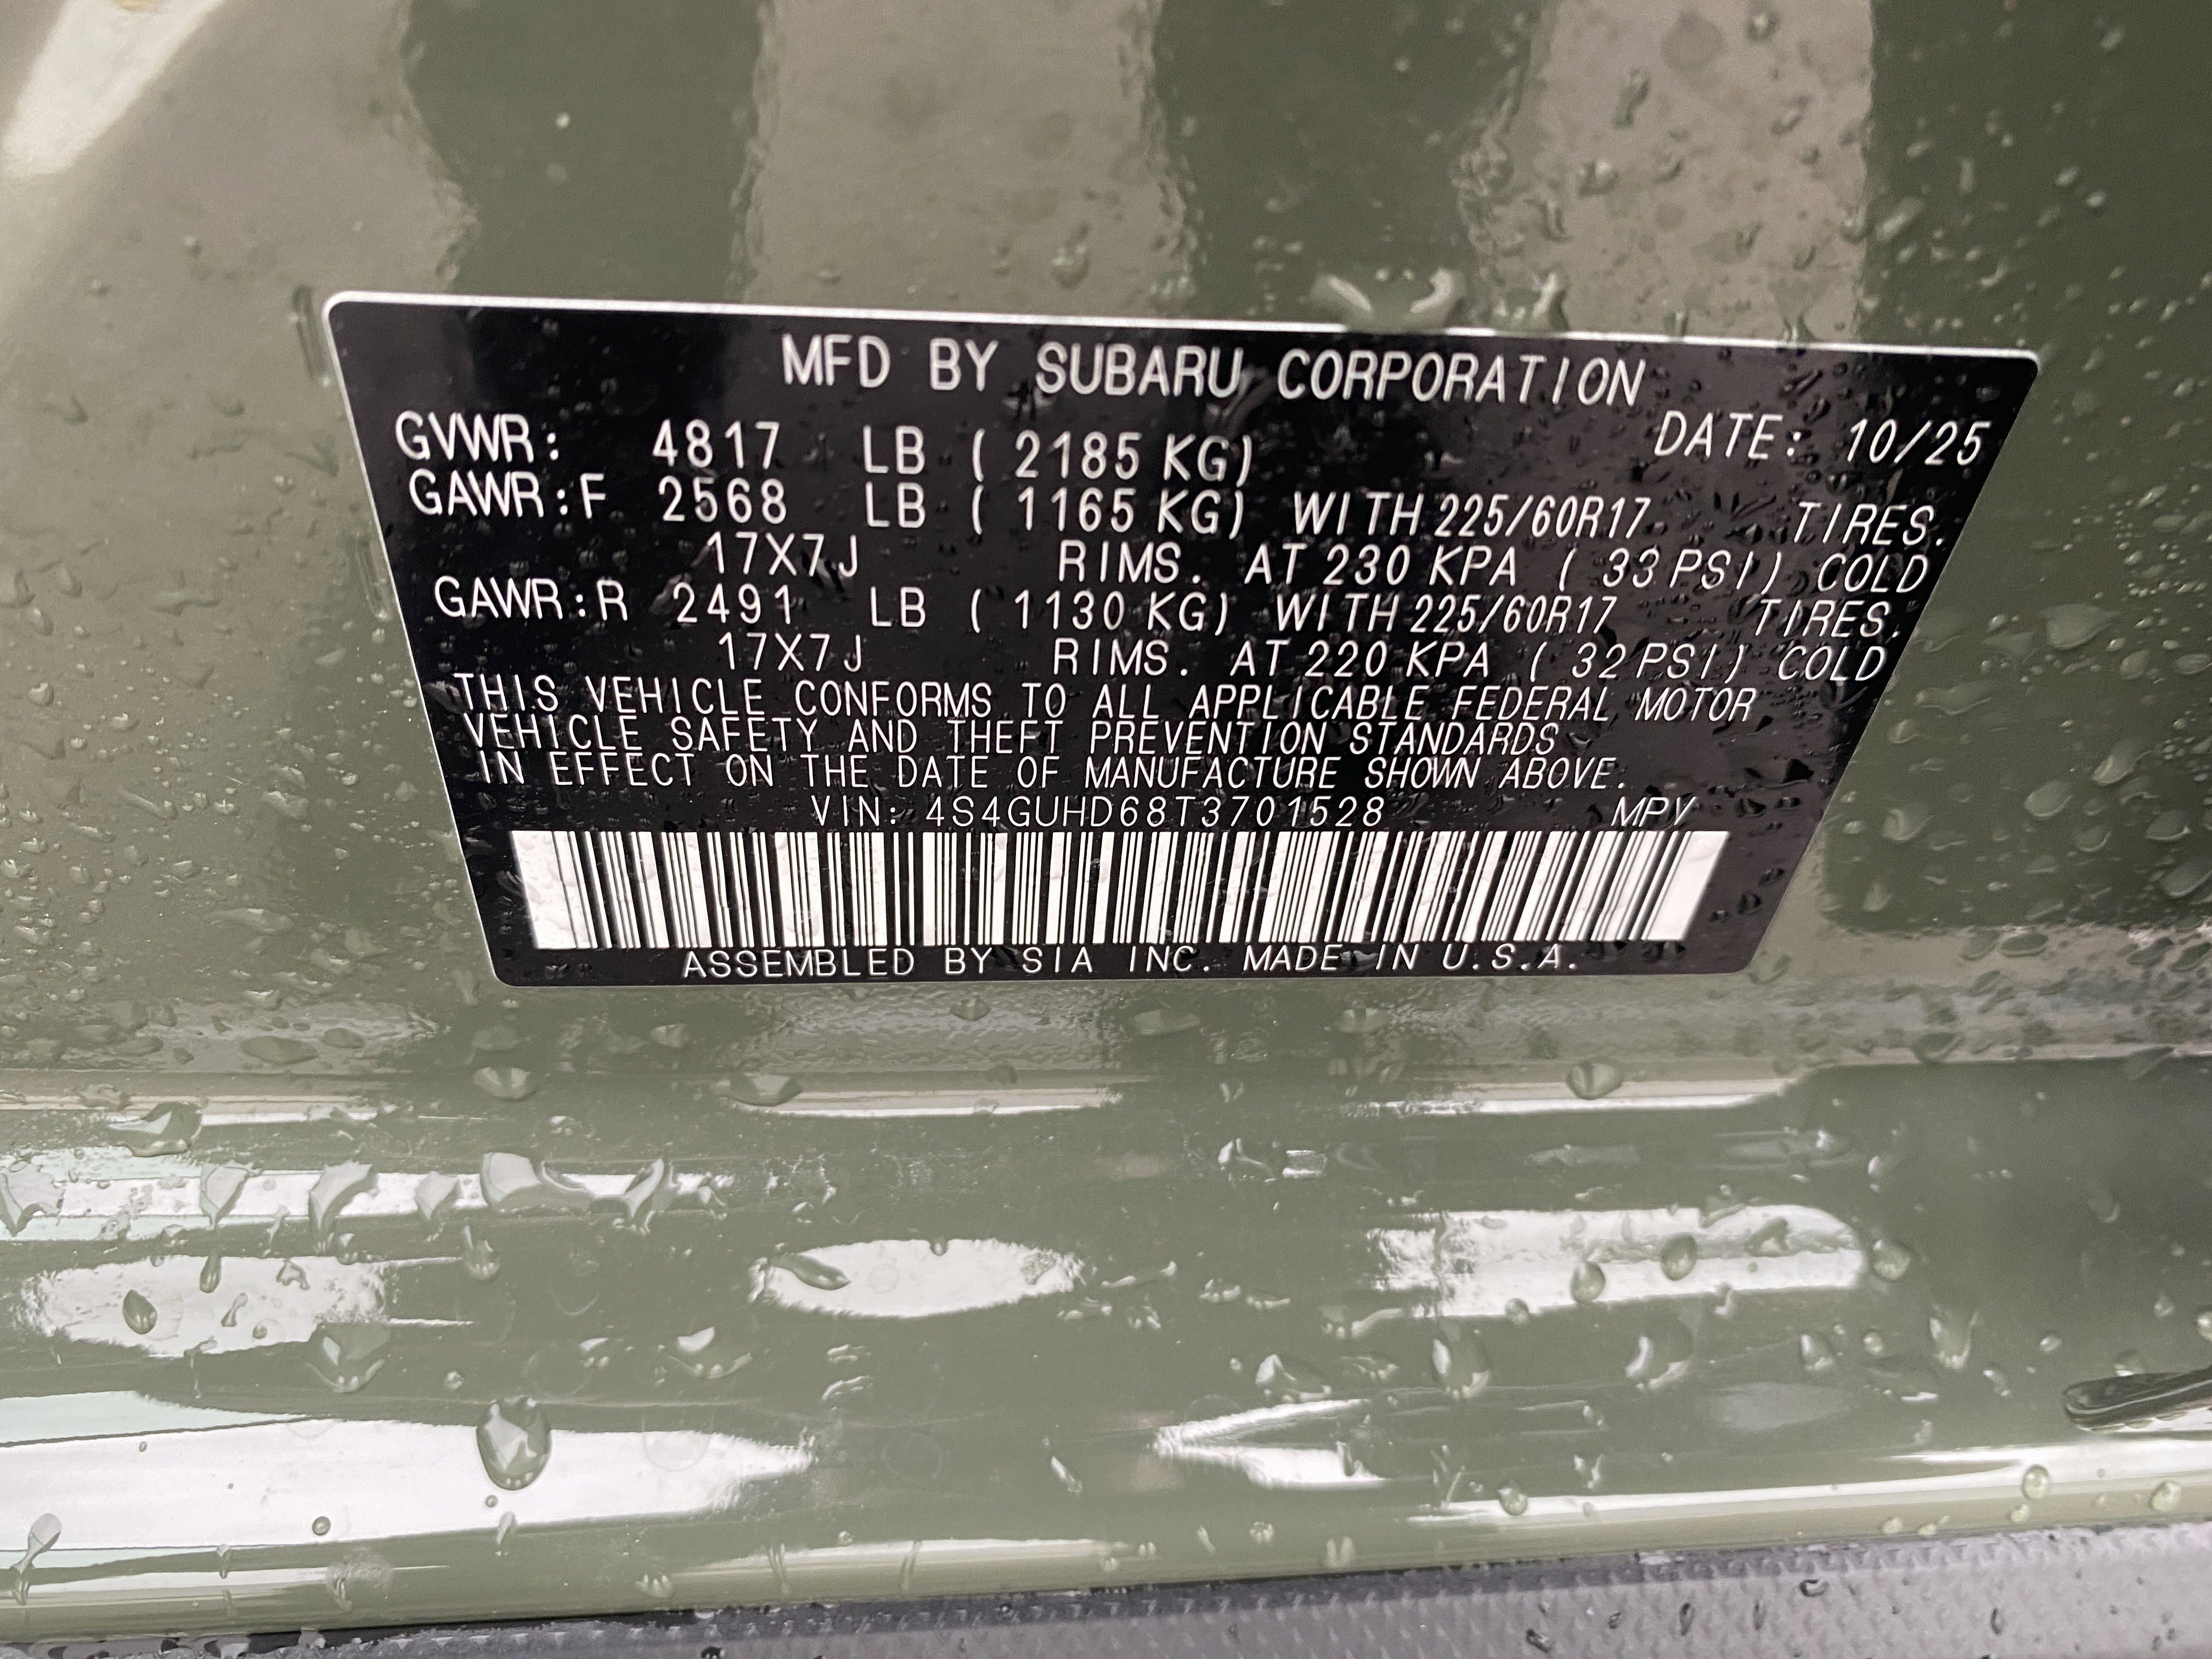 MFD BY SUBARU CORPORATION
DATE: 10/25
GVWR: 4817 LB ( 2185 KG)
GAWR:F 2568 LB ( 1165 KG) WITH 225/60R17 TIRES.
17X7J RIMS. AT 230 KPA ( 33 PSI) COLD
GAWR:R 2491 LB ( 1130 KG) WITH 225/60R17 TIRES.
17X7J RIMS. AT 220 KPA ( 32 PSI) COLD
THIS VEHICLE CONFORMS TO ALL APPLICABLE FEDERAL MOTOR
VEHICLE SAFETY AND THEFT PREVENTION STANDARDS
IN EFFECT ON THE DATE OF MANUFACTURE SHOWN ABOVE.
VIN: 4S4GUHD68T3701528 MPV
ASSEMBLED BY SIA INC. MADE IN U.S.A.